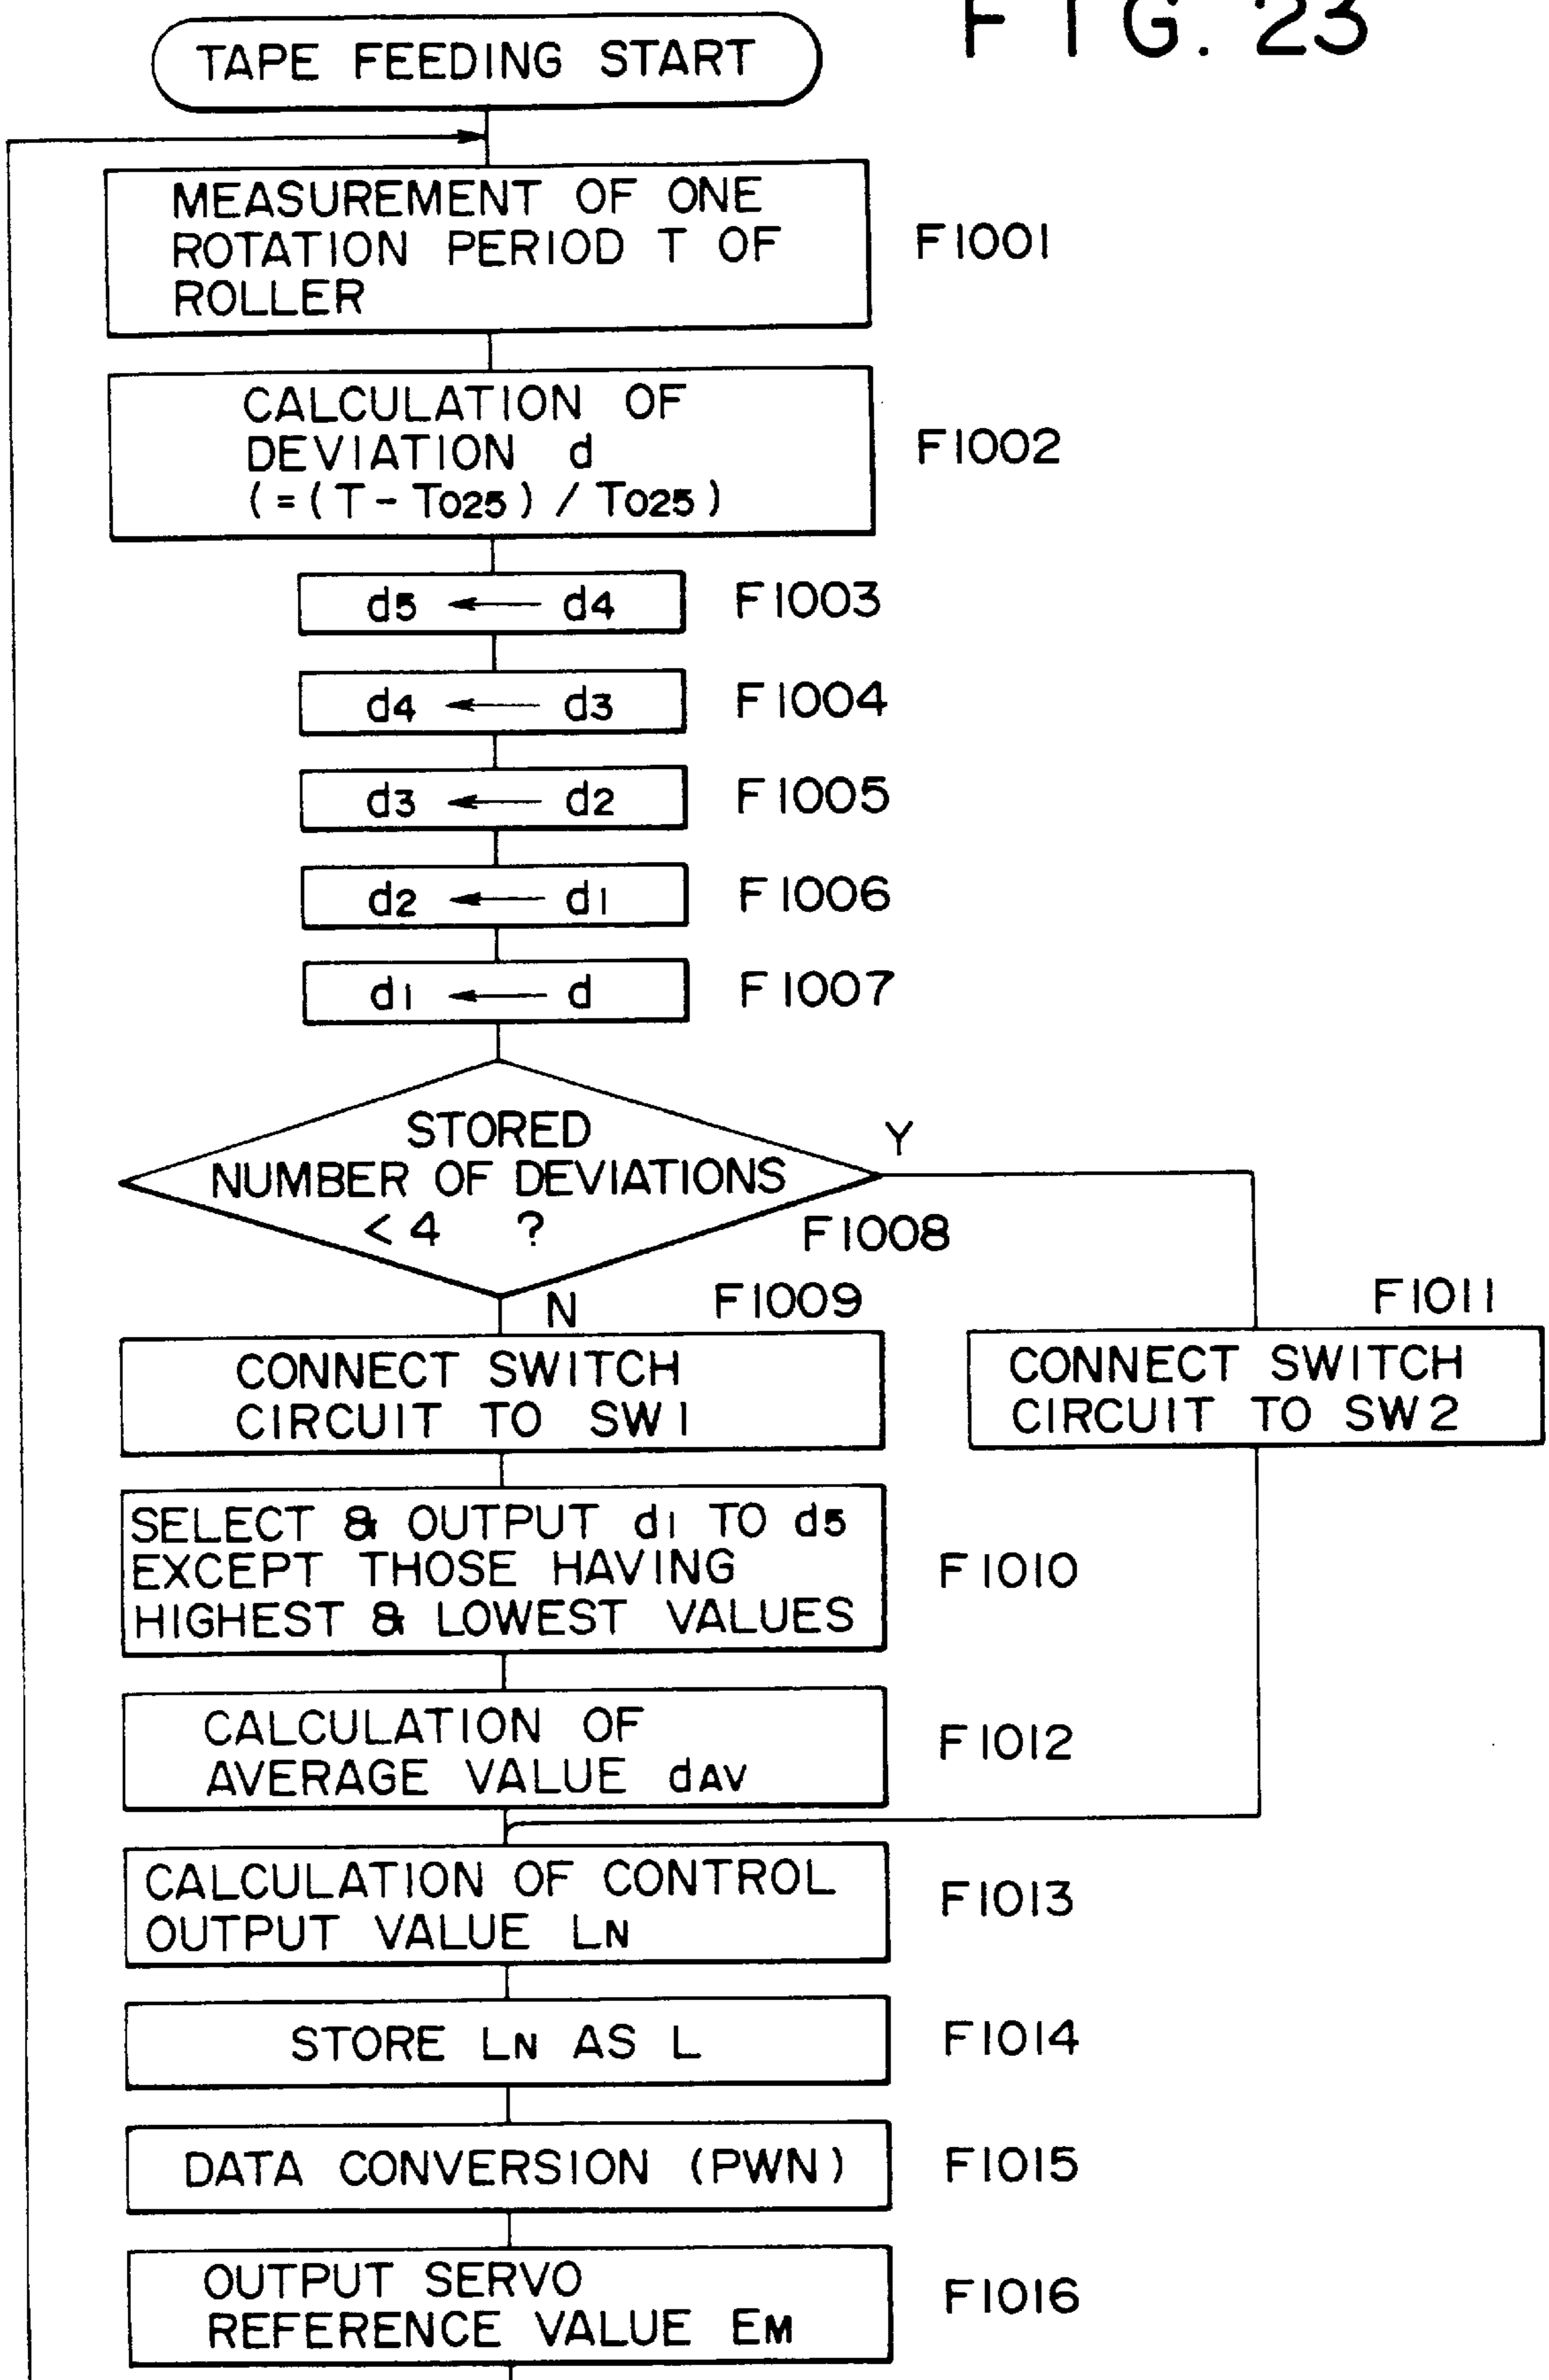 FIG. 23
TAPE FEEDING START
MEASUREMENT OF ONE
ROTATION PERIOD T OF
ROLLER
F1001
CALCULATION OF
DEVIATION d
(=(T-T025)/T025)
F1002
d5 ← d4
F1003
d4 ← d3
F1004
d3 ← d2
F1005
d2 ← d1
F1006
d1 ← d
F1007
STORED
NUMBER OF DEVIATIONS
< 4 ?
Y
F1008
N
F1009
CONNECT SWITCH
CIRCUIT TO SW1
F1011
CONNECT SWITCH
CIRCUIT TO SW2
SELECT & OUTPUT d1 TO d5
EXCEPT THOSE HAVING
HIGHEST & LOWEST VALUES
F1010
CALCULATION OF
AVERAGE VALUE dAV
F1012
CALCULATION OF CONTROL
OUTPUT VALUE LN
F1013
STORE LN AS L
F1014
DATA CONVERSION (PWN)
F1015
OUTPUT SERVO
REFERENCE VALUE EM
F1016